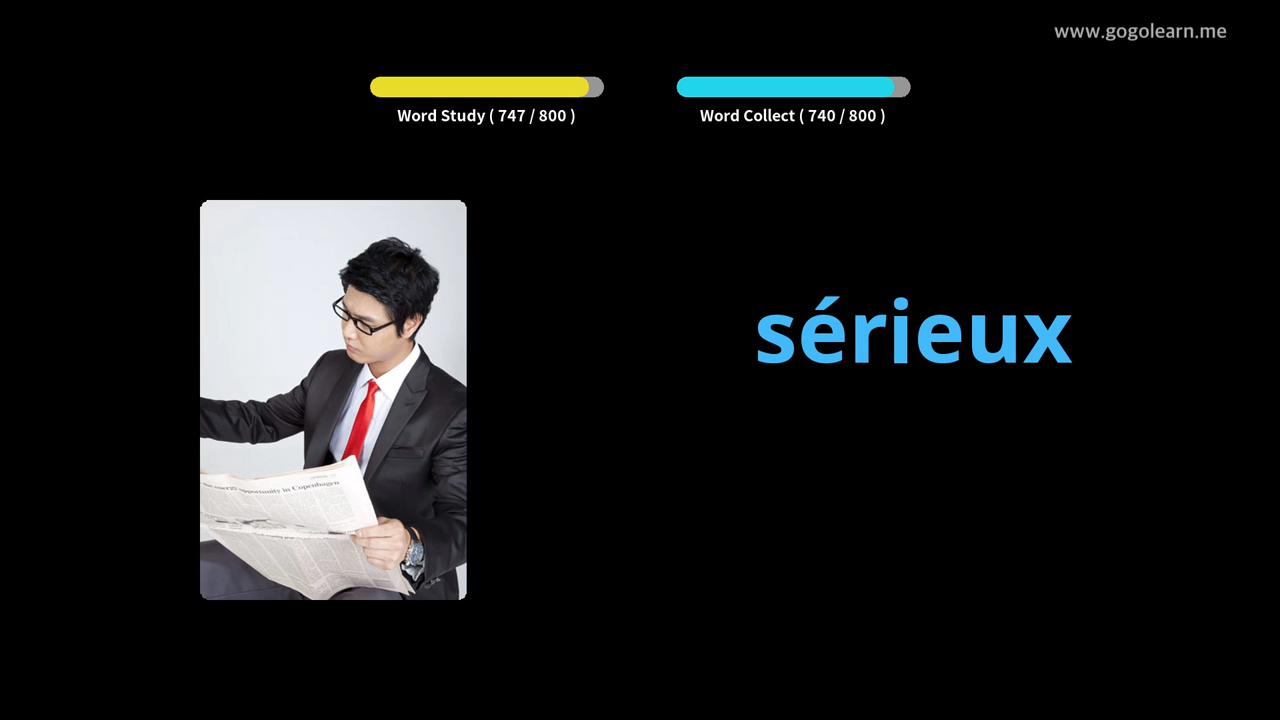 www.gogolearn.me
Word Study ( 747 / 800 )
Word Collect ( 740 / 800 )
sérieux
opportunity in Copenhagen